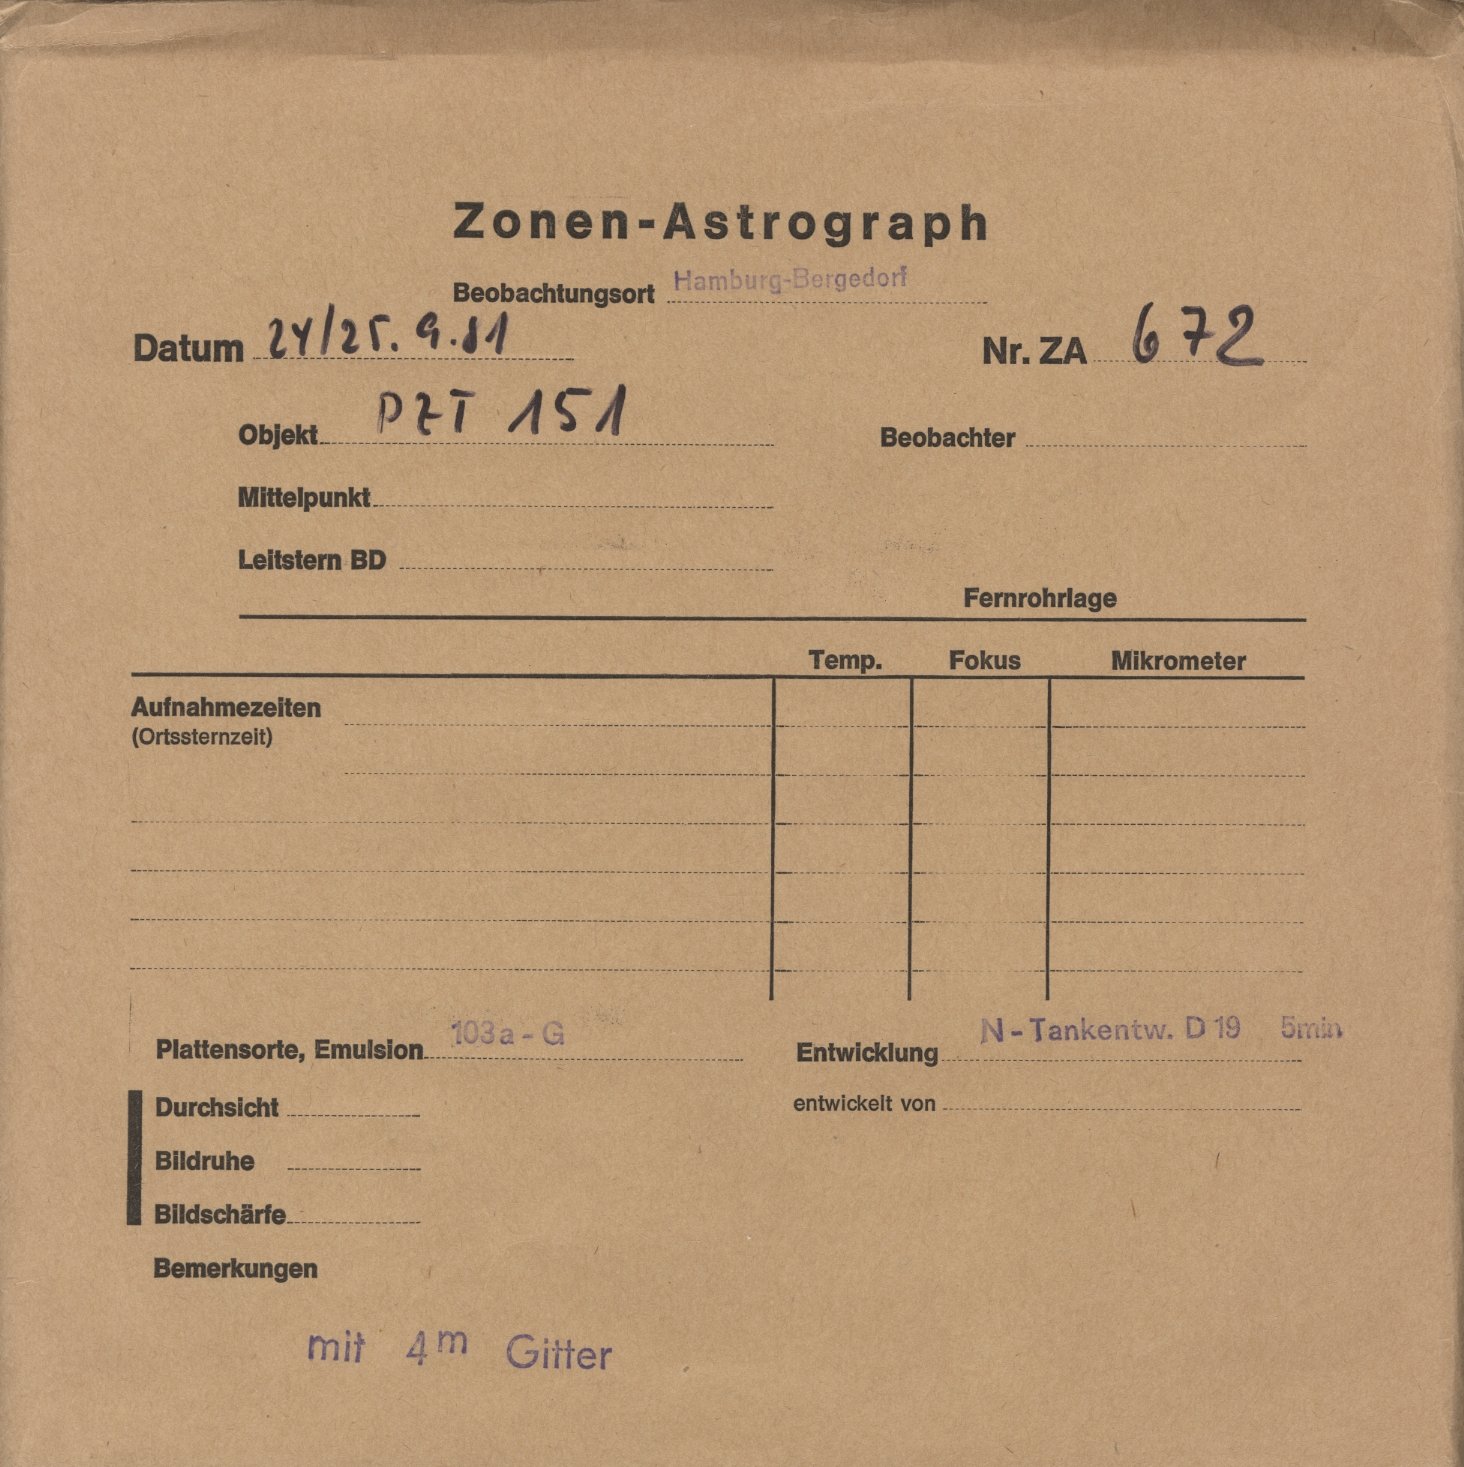 Zonen-Astrograph
Beobachtungsort Hamburg-Bergedorf
Datum 24/25. 9. 81 Nr. ZA 672
Objekt PZT 151 Beobachter
Mittelpunkt
Leitstern BD
Fernrohrlage
Temp. Fokus Mikrometer
Aufnahmezeiten
(Ortssternzeit)
Plattensorte, Emulsion 103a-G Entwicklung N-Tankentw. D 19 5min
Durchsicht entwickelt von
Bildruhe
Bildschärfe
Bemerkungen
mit 4m Gitter